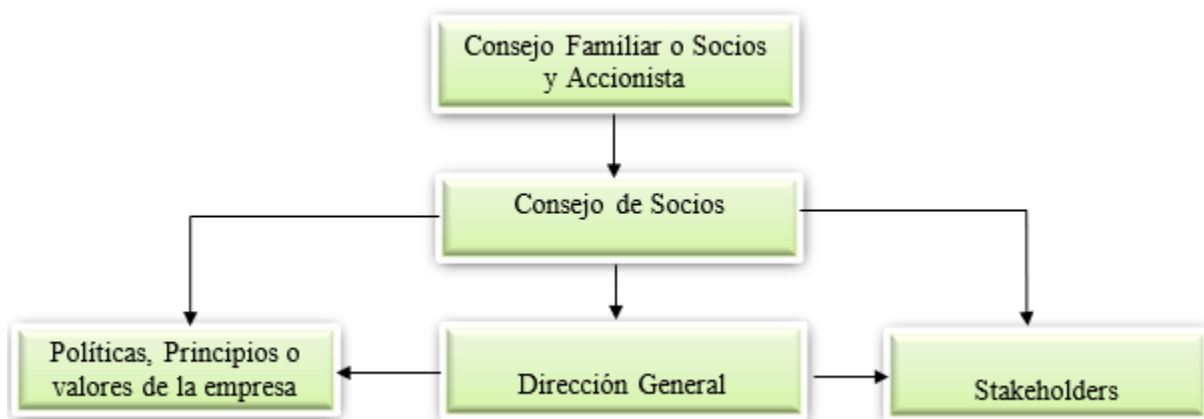 Consejo Familiar o Socios
y Accionista
Consejo de Socios
Políticas, Principios o
valores de la empresa
Dirección General
Stakeholders